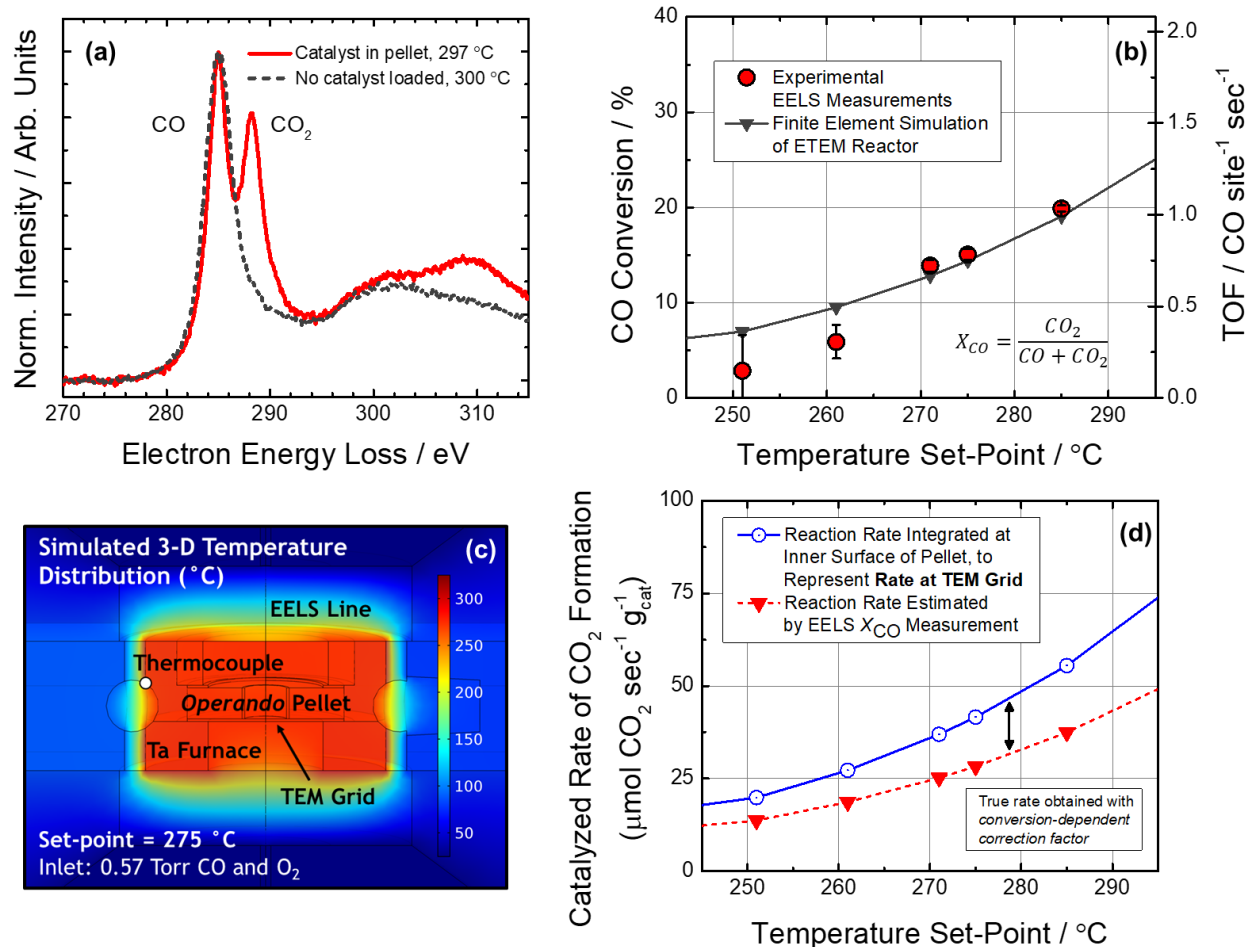 (a)
Catalyst in pellet, 297 °C
No catalyst loaded, 300 °C
CO
CO2
Norm. Intensity / Arb. Units
270 280 290 300 310
Electron Energy Loss / eV
(b)
40
30
20
10
0
CO Conversion / %
Experimental
EELS Measurements
Finite Element Simulation
of ETEM Reactor
X_CO = CO₂ / (CO + CO₂)
2.0
1.5
1.0
0.5
0.0
TOF / CO site⁻¹ sec⁻¹
250 260 270 280 290
Temperature Set-Point / °C
(c)
Simulated 3-D Temperature
Distribution (°C)
EELS Line
Thermocouple
Operando Pellet
Ta Furnace
TEM Grid
Set-point = 275 °C
Inlet: 0.57 Torr CO and O₂
300
250
200
150
100
50
(d)
100
75
50
25
0
Catalyzed Rate of CO₂ Formation
(μmol CO₂ sec⁻¹ g⁻¹cat)
Reaction Rate Integrated at
Inner Surface of Pellet, to
Represent Rate at TEM Grid
Reaction Rate Estimated
by EELS X_CO Measurement
True rate obtained with
conversion-dependent
correction factor
250 260 270 280 290
Temperature Set-Point / °C